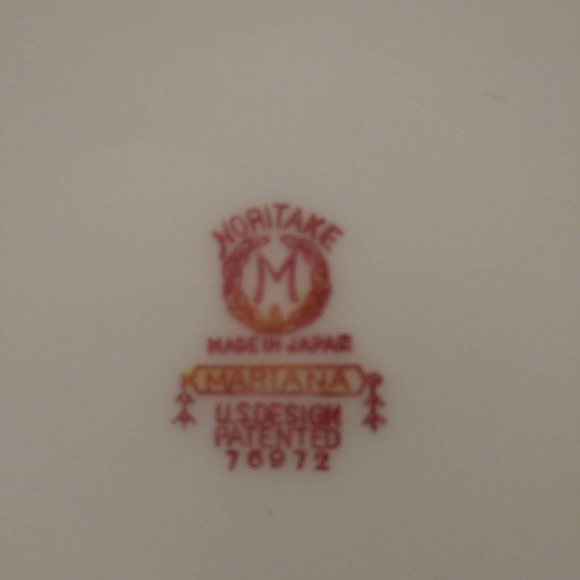 NORITAKE
M
MADE IN JAPAN
MARIANA
U.S.DESIGN
PATENTED
76972